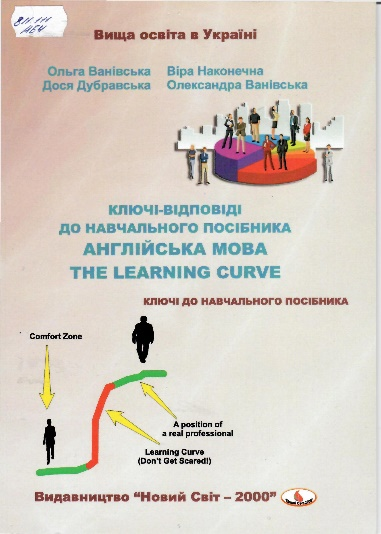 811.111
А64
Вища освіта в Україні
Ольга Ванівська Віра Наконечна
Дося Дубравська Олександра Ванівська
КЛЮЧІ-ВІДПОВІДІ
ДО НАВЧАЛЬНОГО ПОСІБНИКА
АНГЛІЙСЬКА МОВА
THE LEARNING CURVE
КЛЮЧІ ДО НАВЧАЛЬНОГО ПОСІБНИКА
Comfort Zone
A position of
a real professional
Learning Curve
(Don't Get Scared!)
Видавництво "Новий Світ – 2000"